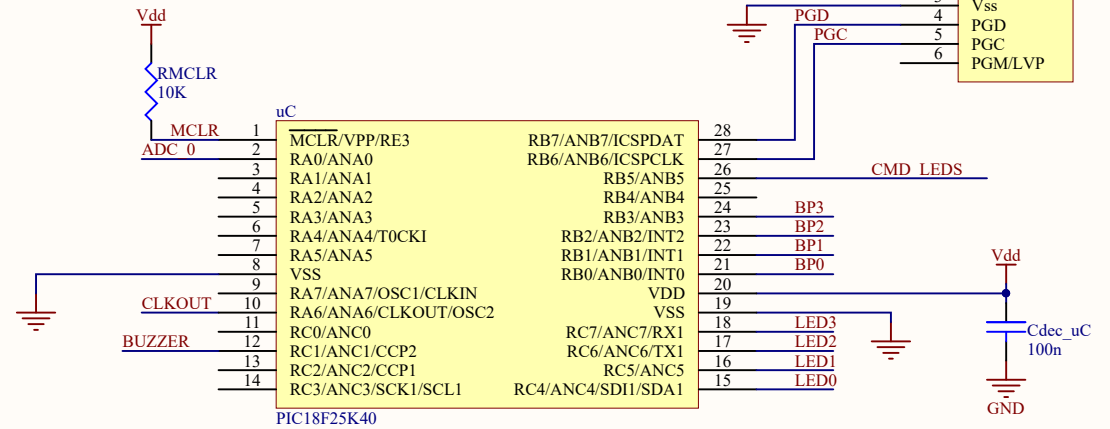 Vdd
RMCLR
10K
MCLR
ADC_0
CLKOUT
BUZZER
uC
1 MCLR/VPP/RE3
2 RA0/ANA0
3 RA1/ANA1
4 RA2/ANA2
5 RA3/ANA3
6 RA4/ANA4/T0CKI
7 RA5/ANA5
8 VSS
9 RA7/ANA7/OSC1/CLKIN
10 RA6/ANA6/CLKOUT/OSC2
11 RC0/ANC0
12 RC1/ANC1/CCP2
13 RC2/ANC2/CCP1
14 RC3/ANC3/SCK1/SCL1
RB7/ANB7/ICSPDAT 28
RB6/ANB6/ICSPCLK 27
RB5/ANB5 26
RB4/ANB4 25
RB3/ANB3 24
RB2/ANB2/INT2 23
RB1/ANB1/INT1 22
RB0/ANB0/INT0 21
VDD 20
VSS 19
RC7/ANC7/RX1 18
RC6/ANC6/TX1 17
RC5/ANC5 16
RC4/ANC4/SDI1/SDA1 15
PIC18F25K40
PGD
PGC
Vss
4 PGD
5 PGC
6 PGM/LVP
CMD_LEDS
BP3
BP2
BP1
BP0
LED3
LED2
LED1
LED0
Vdd
Cdec_uC
100n
GND